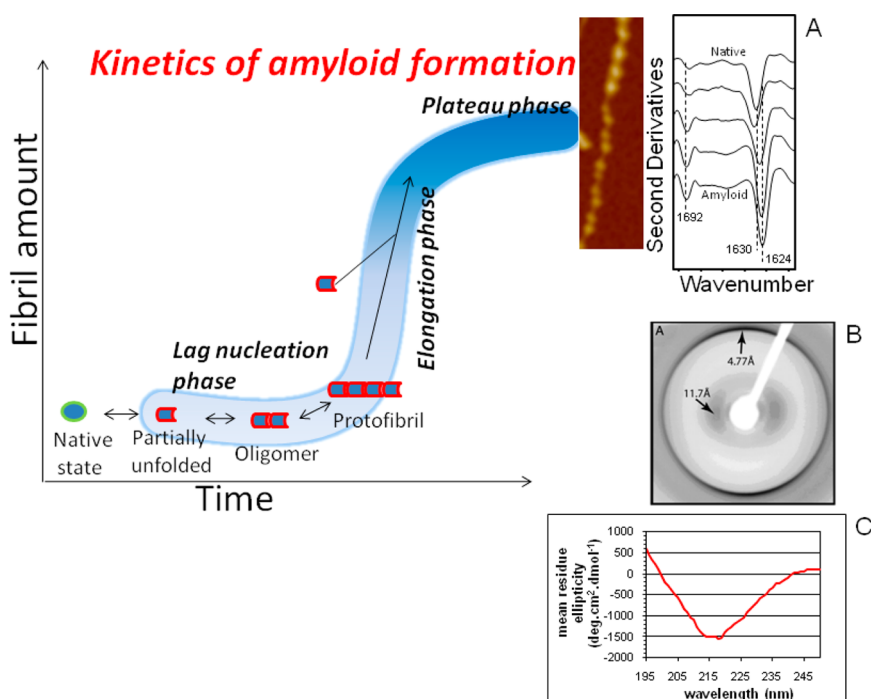 Kinetics of amyloid formation
Plateau phase
Elongation phase
Lag nucleation
phase
Native
state
Partially
unfolded
Oligomer
Protofibril
Fibril amount
Time
A
Second Derivatives
Native
Amyloid
1692
1630
1624
Wavenumber
B
A
4.77Å
11.7Å
C
mean residue
ellipticity
(deg.cm².dmol⁻¹)
1000
500
0
-500
-1000
-1500
-2000
195 205 215 225 235 245
wavelength (nm)